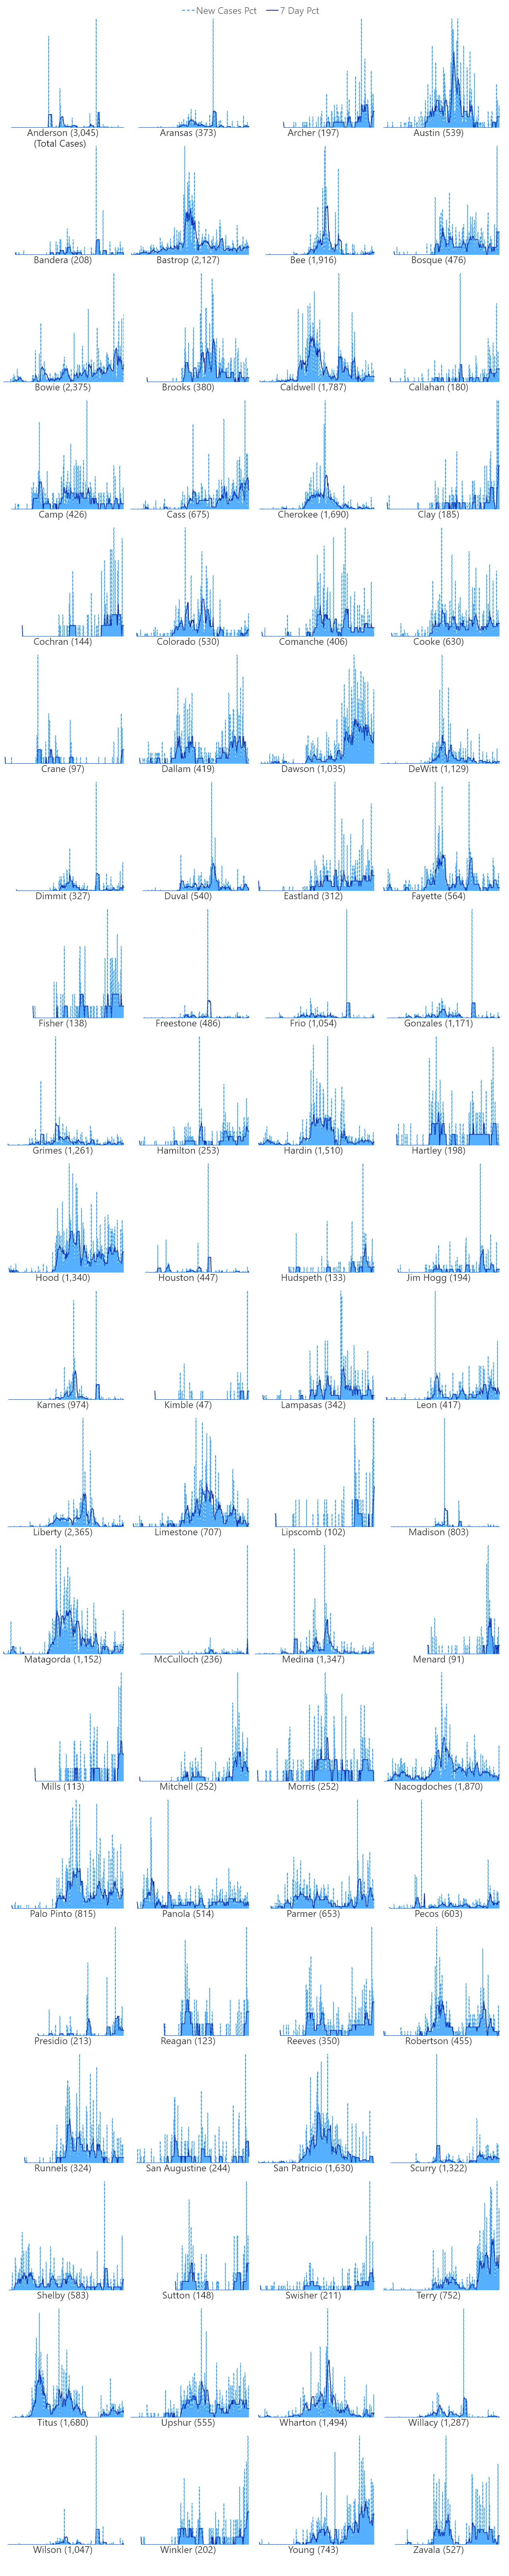 New Cases Pct 7 Day Pct
Anderson (3,045) Aransas (373) Archer (197) Austin (539)
(Total Cases)
Bandera (208) Bastrop (2,127) Bee (1,916) Bosque (476)
Bowie (2,375) Brooks (380) Caldwell (1,787) Callahan (180)
Camp (426) Cass (675) Cherokee (1,690) Clay (185)
Cochran (144) Colorado (530) Comanche (406) Cooke (630)
Crane (97) Dallam (419) Dawson (1,035) DeWitt (1,129)
Dimmit (327) Duval (540) Eastland (312) Fayette (564)
Fisher (138) Freestone (486) Frio (1,054) Gonzales (1,171)
Grimes (1,261) Hamilton (253) Hardin (1,510) Hartley (198)
Hood (1,340) Houston (447) Hudspeth (133) Jim Hogg (194)
Karnes (974) Kimble (47) Lampasas (342) Leon (417)
Liberty (2,365) Limestone (707) Lipscomb (102) Madison (803)
Matagorda (1,152) McCulloch (236) Medina (1,347) Menard (91)
Mills (113) Mitchell (252) Morris (252) Nacogdoches (1,870)
Palo Pinto (815) Panola (514) Parmer (653) Pecos (603)
Presidio (213) Reagan (123) Reeves (350) Robertson (455)
Runnels (324) San Augustine (244) San Patricio (1,630) Scurry (1,322)
Shelby (583) Sutton (148) Swisher (211) Terry (752)
Titus (1,680) Upshur (555) Wharton (1,494) Willacy (1,287)
Wilson (1,047) Winkler (202) Young (743) Zavala (527)